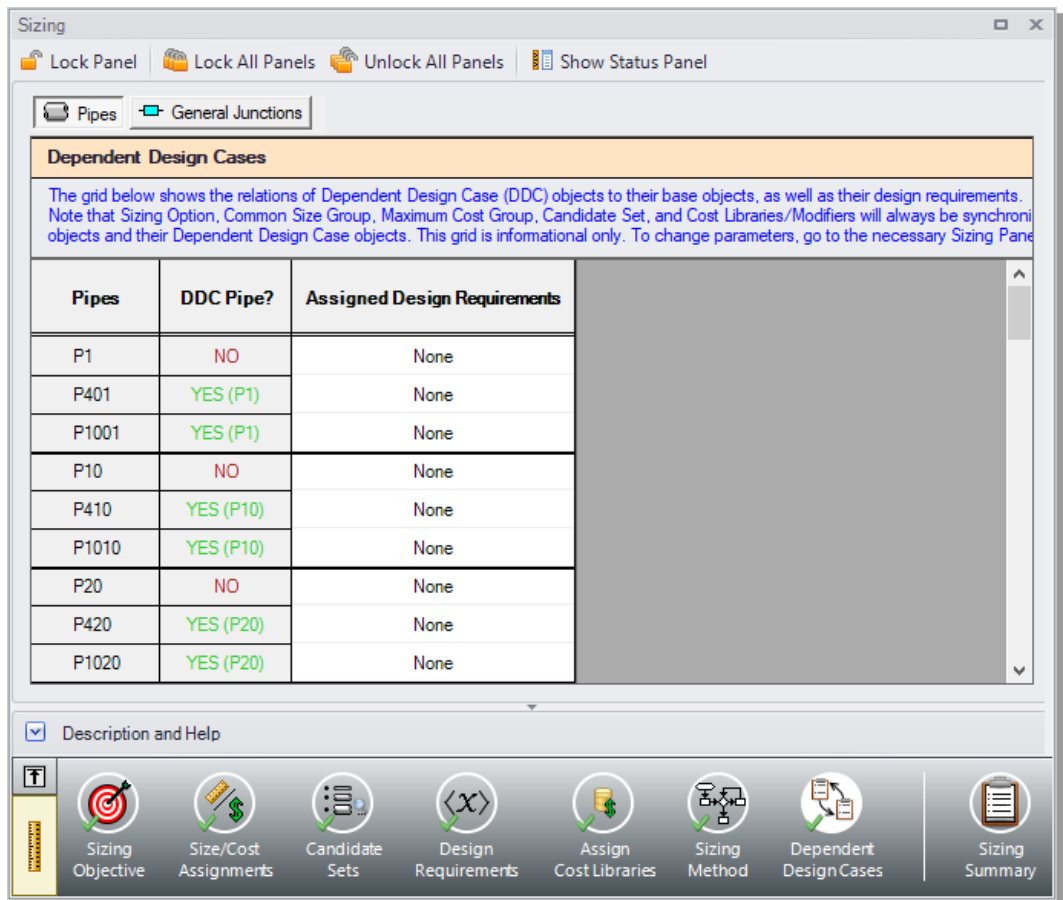 Sizing
Lock Panel Lock All Panels Unlock All Panels Show Status Panel
Pipes General Junctions
Dependent Design Cases
The grid below shows the relations of Dependent Design Case (DDC) objects to their base objects, as well as their design requirements.
Note that Sizing Option, Common Size Group, Maximum Cost Group, Candidate Set, and Cost Libraries/Modifiers will always be synchroni
objects and their Dependent Design Case objects. This grid is informational only. To change parameters, go to the necessary Sizing Pane
Pipes DDC Pipe? Assigned Design Requirements
P1 NO None
P401 YES (P1) None
P1001 YES (P1) None
P10 NO None
P410 YES (P10) None
P1010 YES (P10) None
P20 NO None
P420 YES (P20) None
P1020 YES (P20) None
Description and Help
⟨x⟩
$ $
Sizing Size/Cost Candidate Design Assign Sizing Dependent Sizing
Objective Assignments Sets Requirements Cost Libraries Method Design Cases Summary